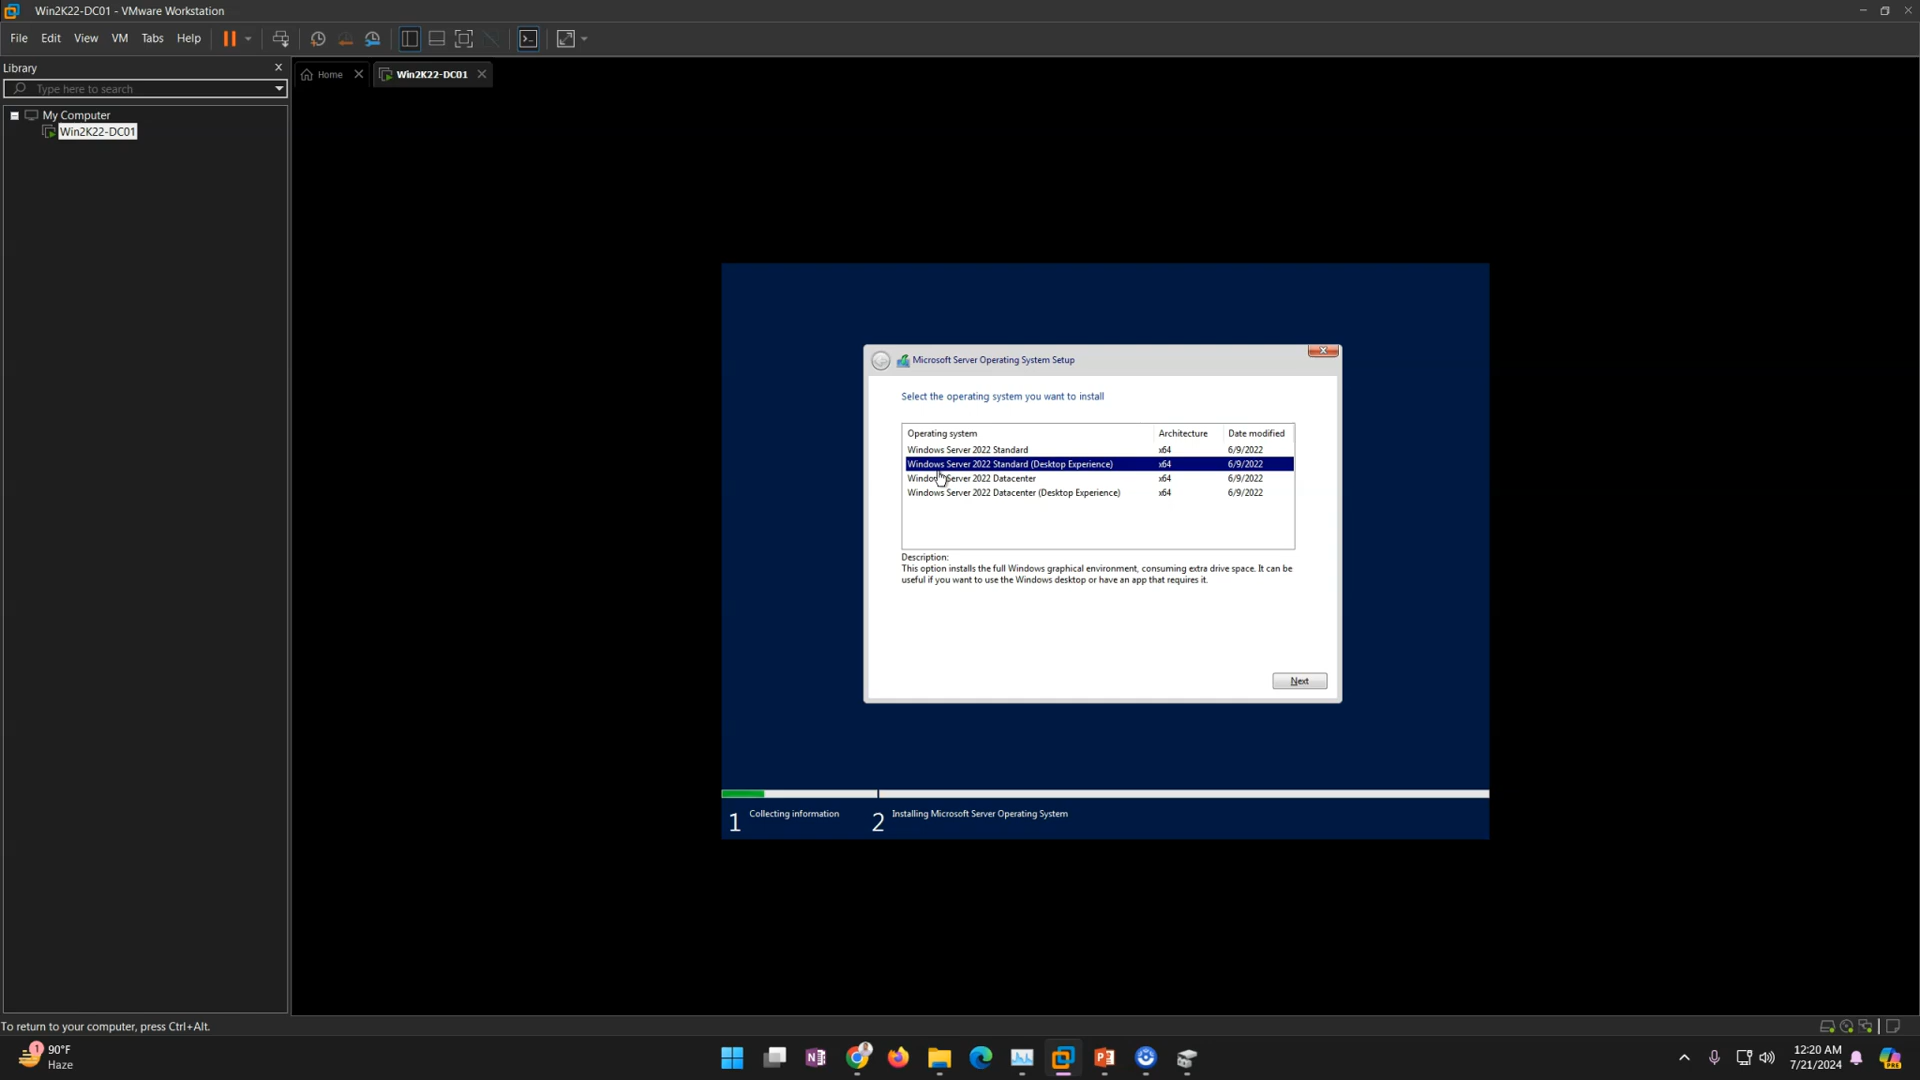 Win2K22-DC01 - VMware Workstation
File Edit View VM Tabs Help
Library
Type here to search
Home
Win2K22-DC01
My Computer
Win2K22-DC01
Microsoft Server Operating System Setup
Select the operating system you want to install
Operating system Architecture Date modified
Windows Server 2022 Standard x64 6/9/2022
Windows Server 2022 Standard (Desktop Experience) x64 6/9/2022
Windows Server 2022 Datacenter x64 6/9/2022
Windows Server 2022 Datacenter (Desktop Experience) x64 6/9/2022
Description:
This option installs the full Windows graphical environment, consuming extra drive space. It can be
useful if you want to use the Windows desktop or have an app that requires it.
Next
1 Collecting information 2 Installing Microsoft Server Operating System
To return to your computer, press Ctrl+Alt.
1
90°F
Haze
12:20 AM
7/21/2024
PRE